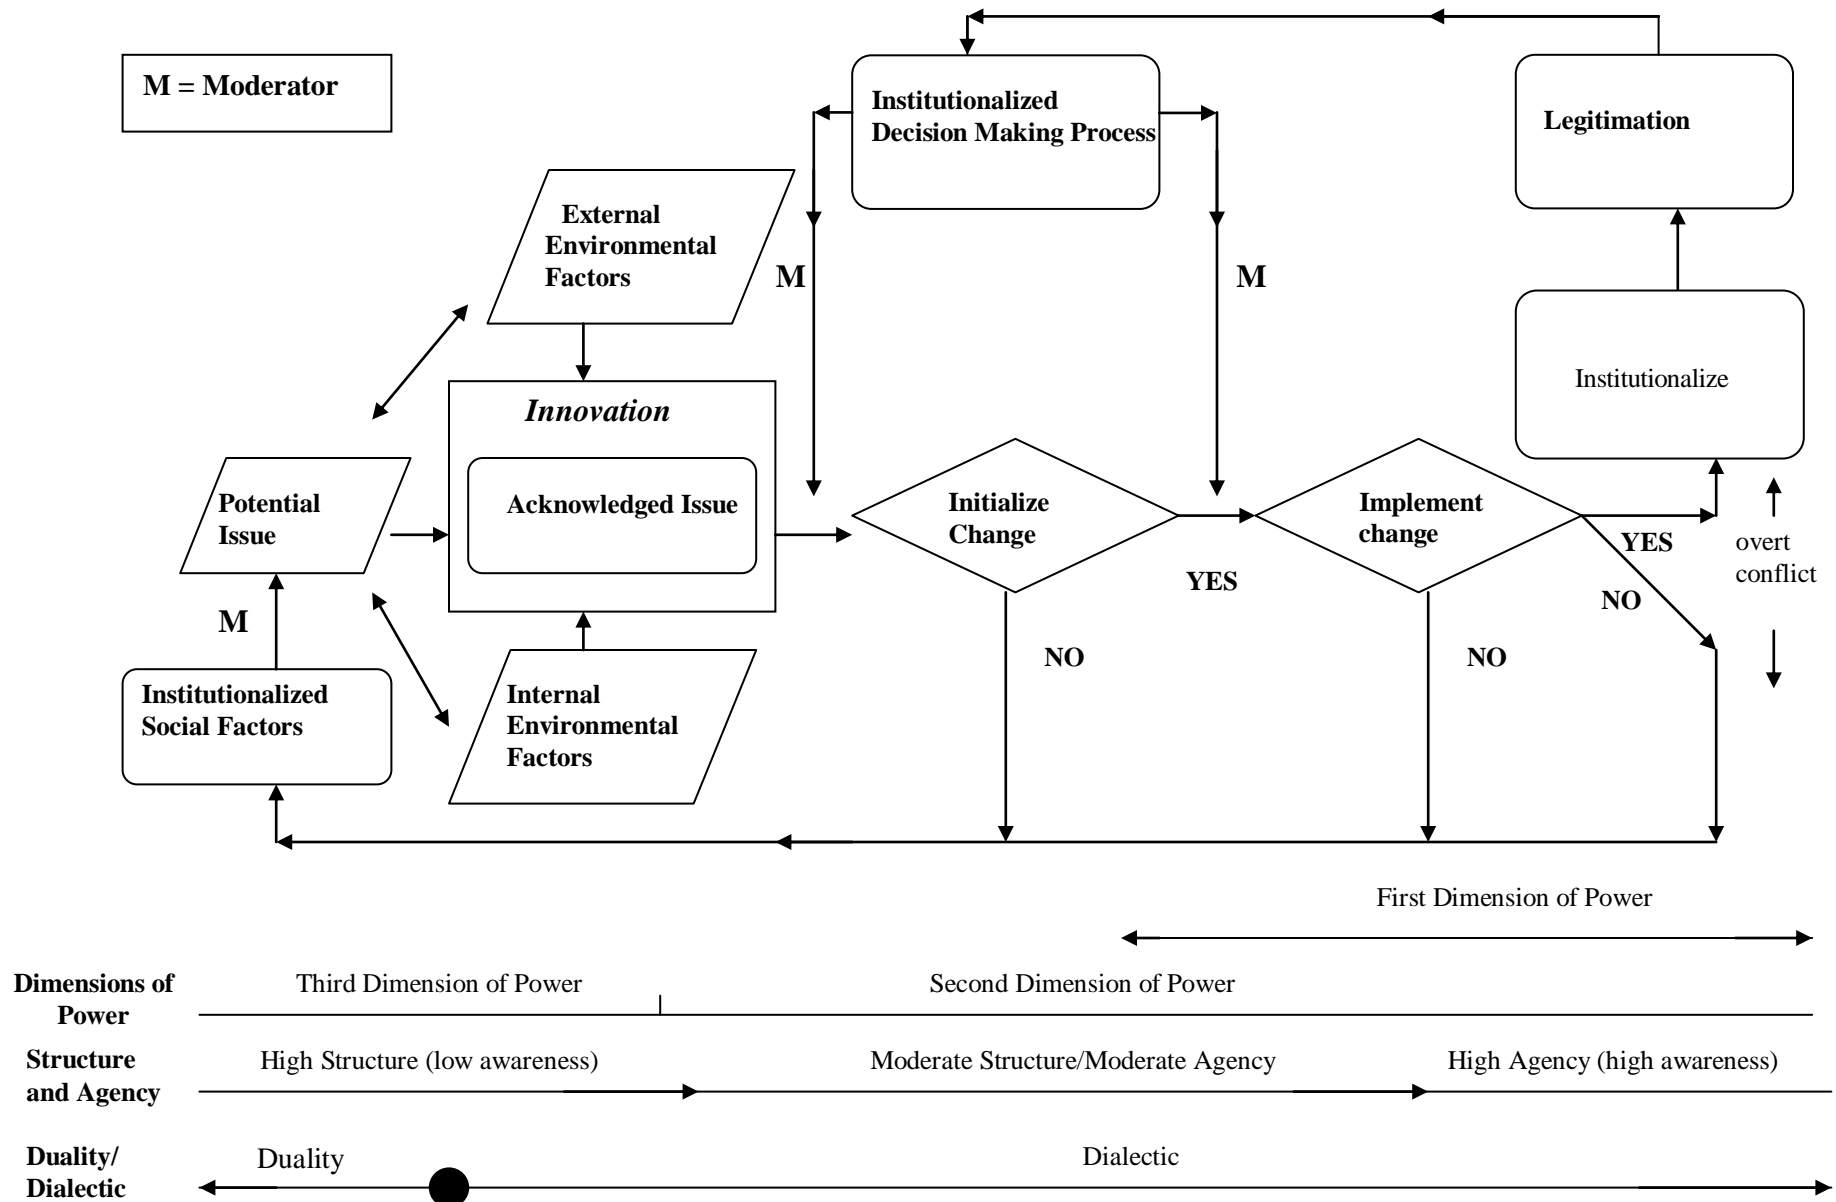 M = Moderator
Institutionalized
Decision Making Process
Legitimation
External
Environmental
Factors
M
M
Institutionalize
Innovation
Acknowledged Issue
Potential
Issue
Initialize
Change
Implement
change
YES
YES
NO
overt
conflict
M
NO
NO
Institutionalized
Social Factors
Internal
Environmental
Factors
First Dimension of Power
Dimensions of
Power
Third Dimension of Power
Second Dimension of Power
Structure
and Agency
High Structure (low awareness)
Moderate Structure/Moderate Agency
High Agency (high awareness)
Duality/
Dialectic
Duality
Dialectic